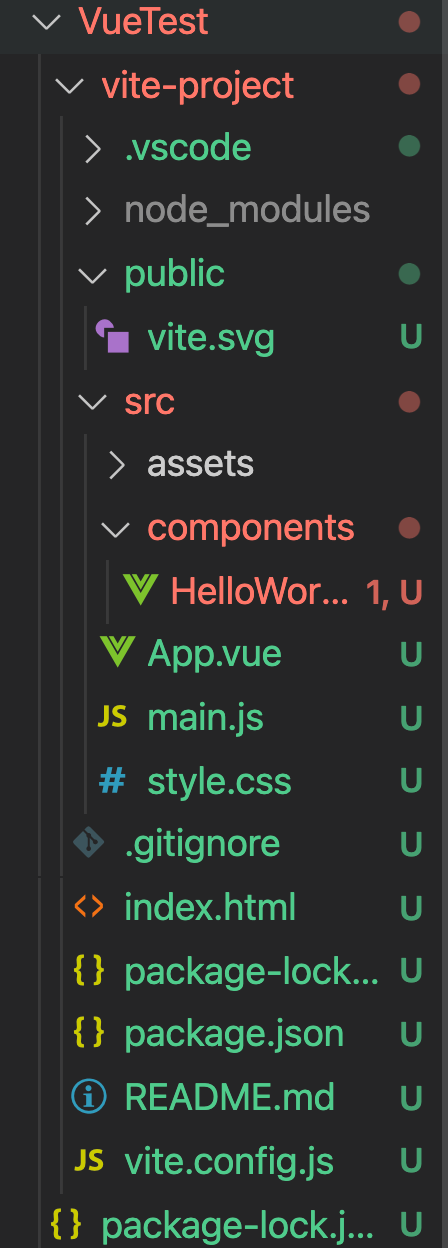 VueTest
vite-project
.vscode
node_modules
public
vite.svg U
src
assets
components
HelloWor... 1, U
App.vue U
JS main.js U
# style.css U
.gitignore U
<> index.html U
{} package-lock... U
{} package.json U
README.md U
JS vite.config.js U
{} package-lock.j... U